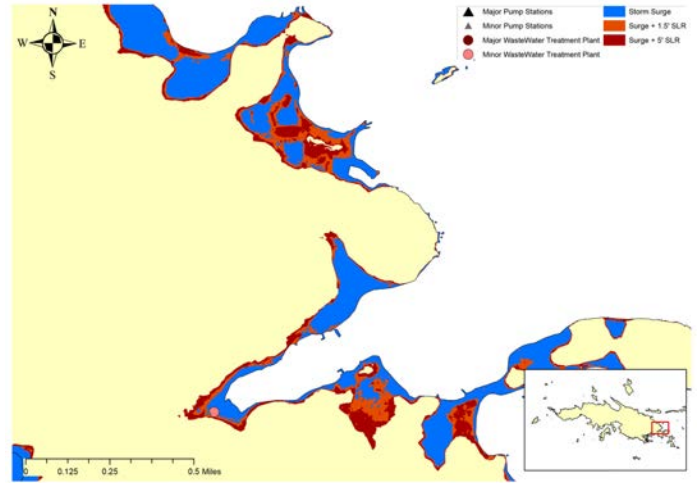 N
W E
S
Major Pump Stations
Minor Pump Stations
Major WasteWater Treatment Plant
Minor WasteWater Treatment Plant
Storm Surge
Surge + 1.5' SLR
Surge + 5' SLR
0 0.125 0.25 0.5 Miles